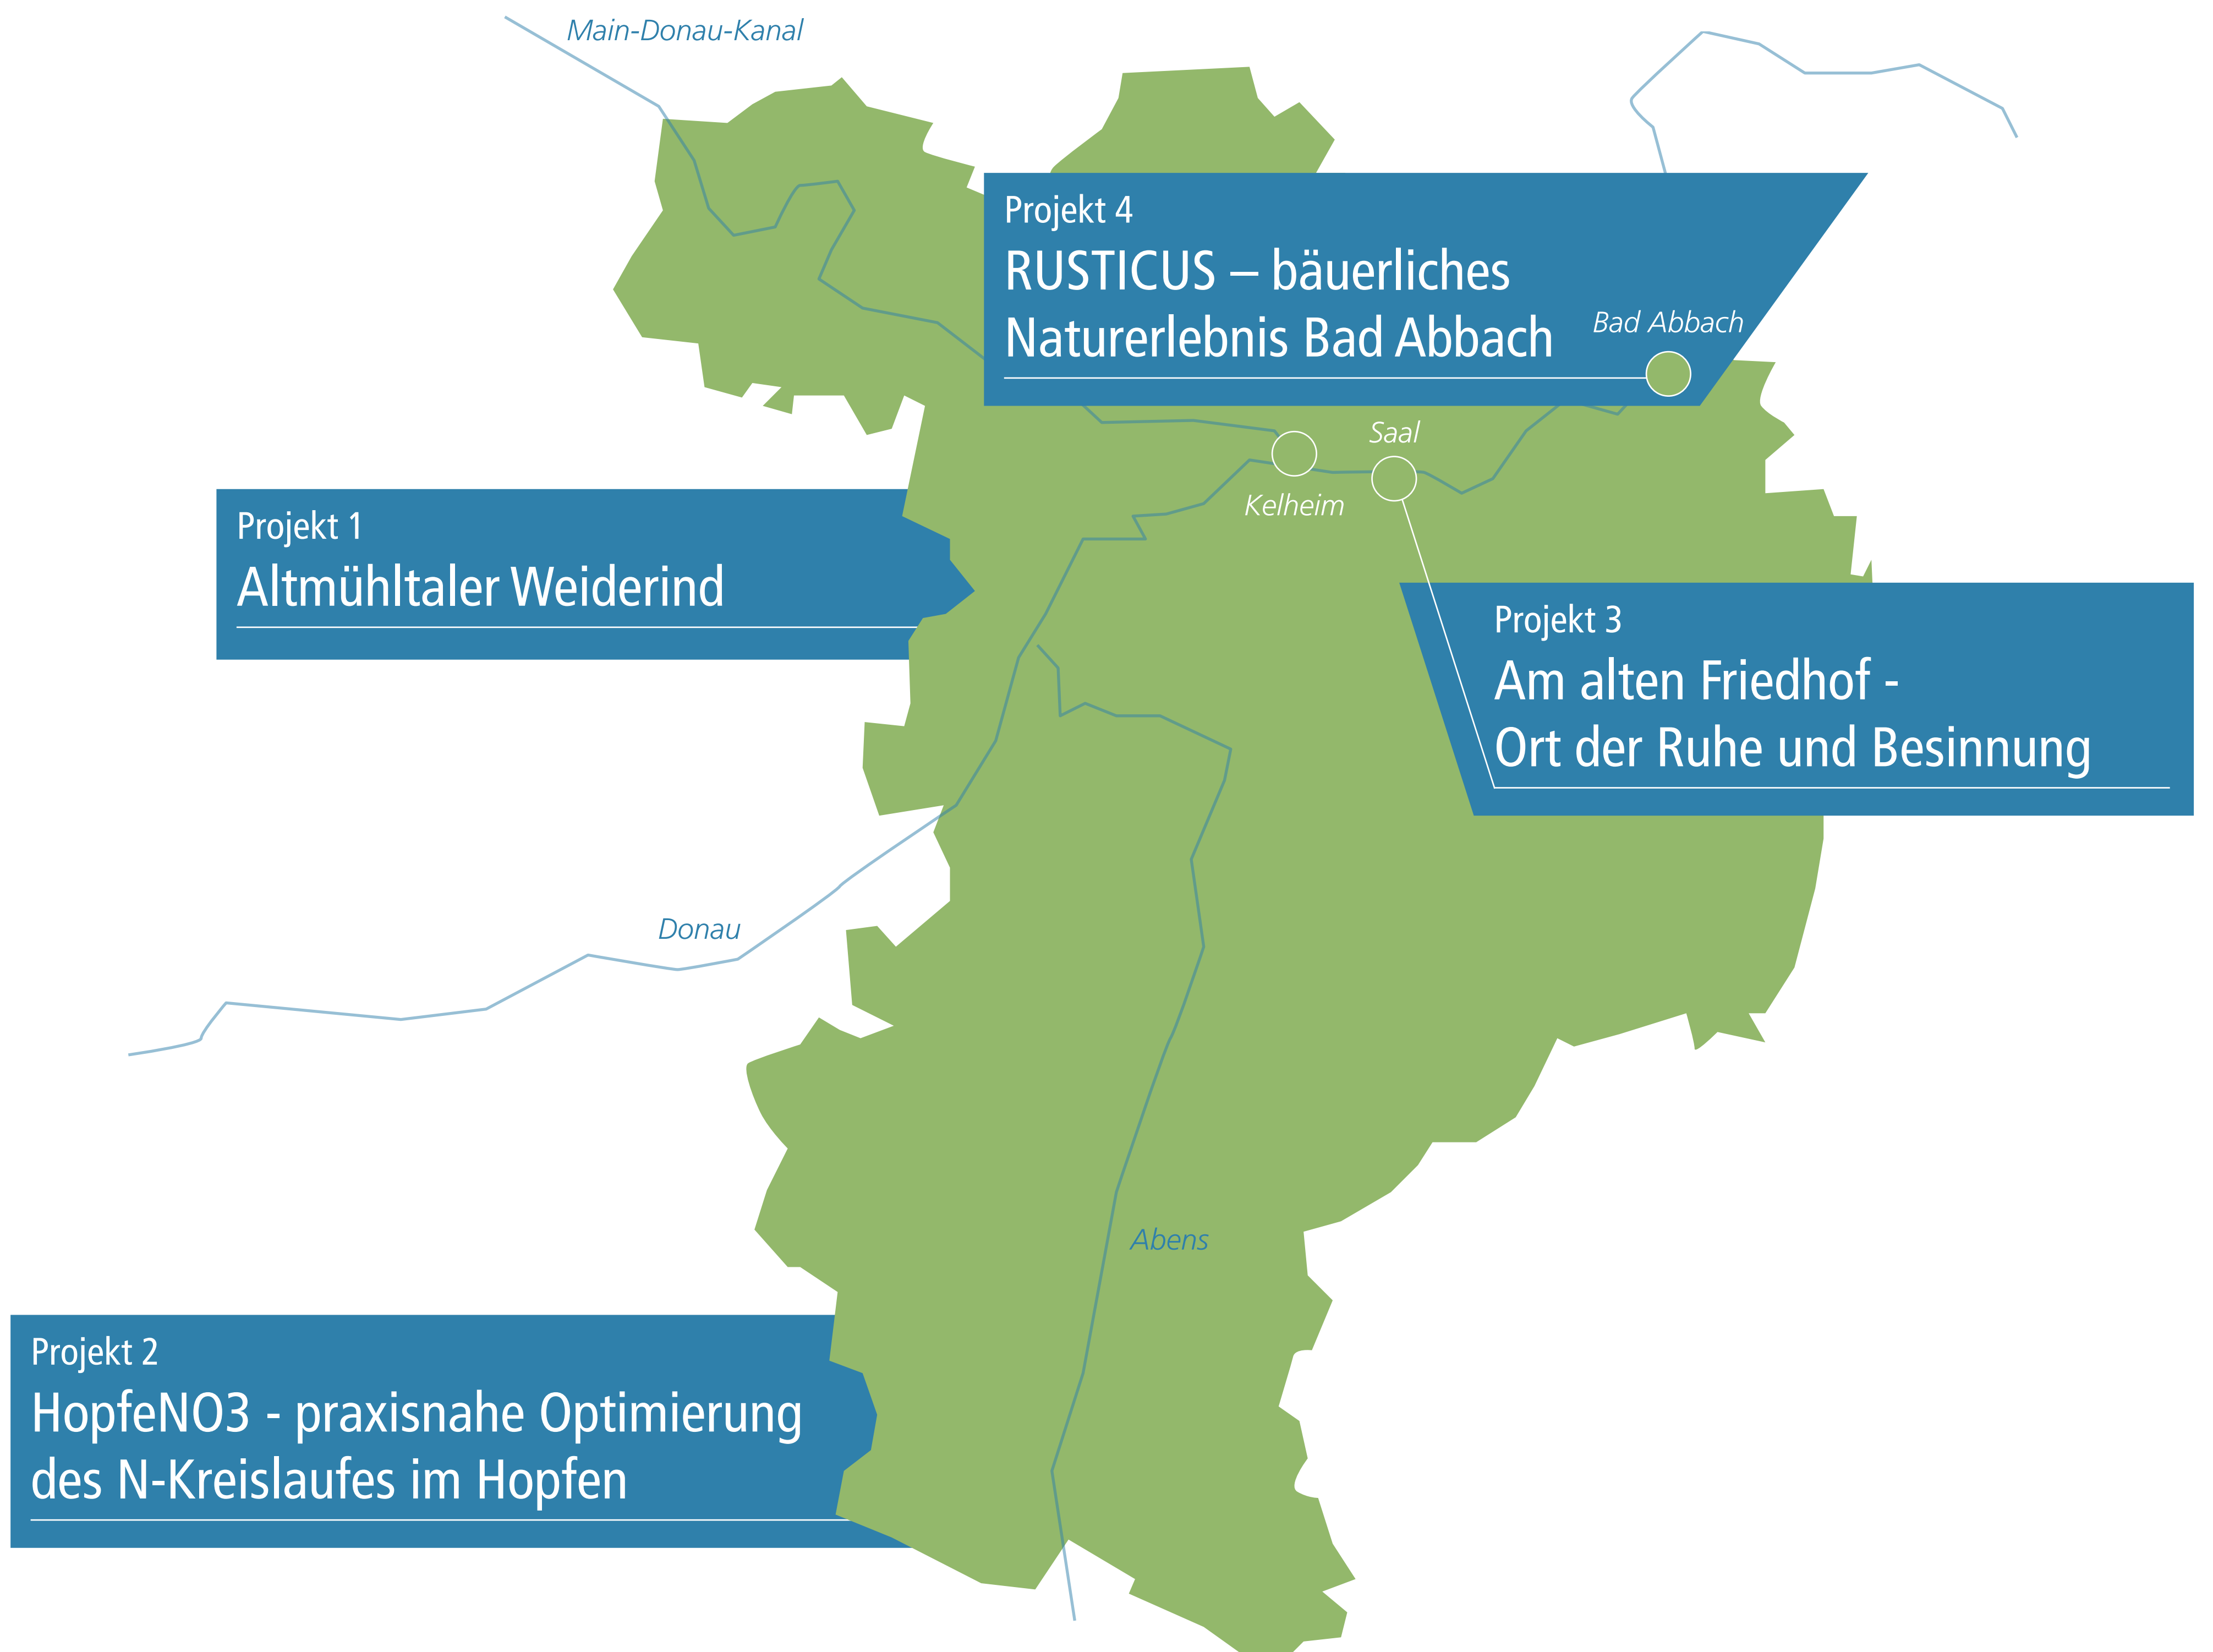 Main-Donau-Kanal
Projekt 4
RUSTICUS – bäuerliches
Naturerlebnis Bad Abbach
Bad Abbach
Saal
Kelheim
Projekt 1
Altmühltaler Weiderind
Projekt 3
Am alten Friedhof -
Ort der Ruhe und Besinnung
Donau
Abens
Projekt 2
HopfeNO3 - praxisnahe Optimierung
des N-Kreislaufes im Hopfen